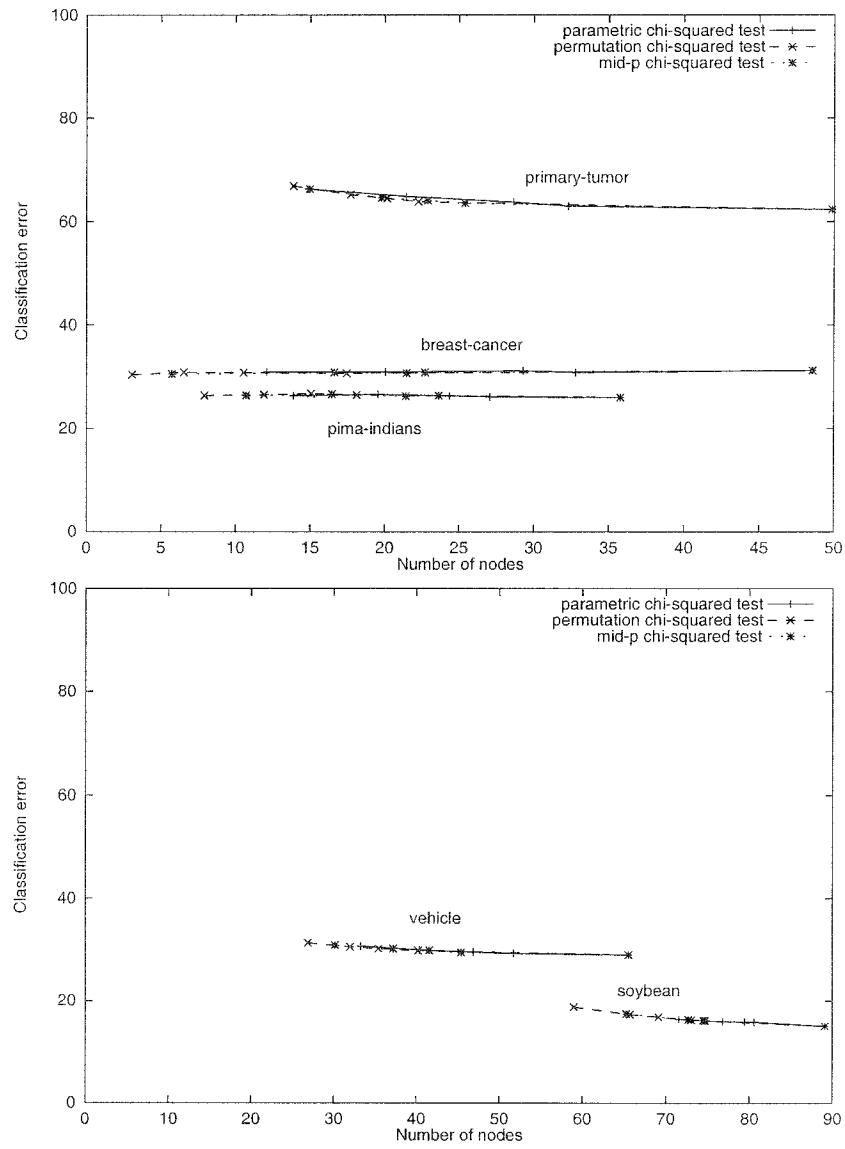 100
80
60
40
20
0
Classification error
parametric chi-squared test
permutation chi-squared test
mid-p chi-squared test
primary-tumor
breast-cancer
pima-indians
0 5 10 15 20 25 30 35 40 45 50
Number of nodes
100
80
60
40
20
0
Classification error
parametric chi-squared test
permutation chi-squared test
mid-p chi-squared test
vehicle
soybean
0 10 20 30 40 50 60 70 80 90
Number of nodes